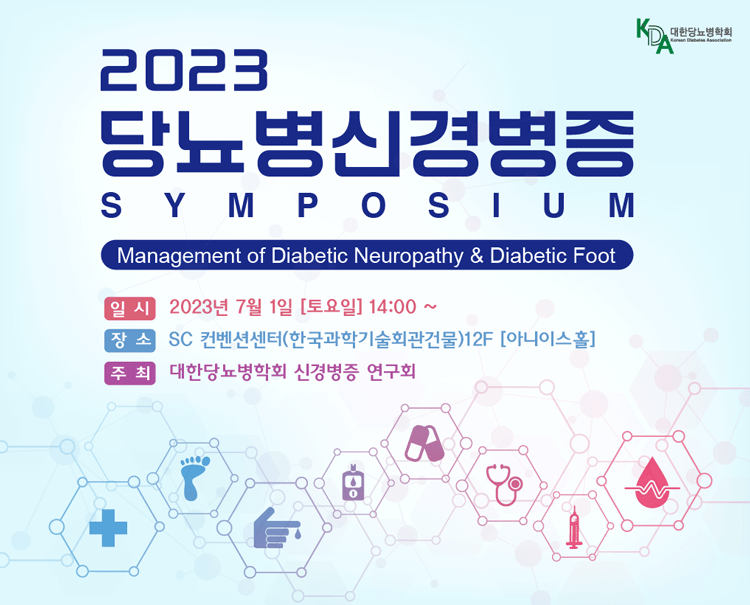 KDA 대한당뇨병학회
Korean Diabetes Association
2023
당뇨병신경병증
SYMPOSIUM
Management of Diabetic Neuropathy & Diabetic Foot
일 시 2023년 7월 1일 [토요일] 14:00 ~
장 소 SC 컨벤션센터(한국과학기술회관건물)12F [아니이스홀]
주 최 대한당뇨병학회 신경병증 연구회